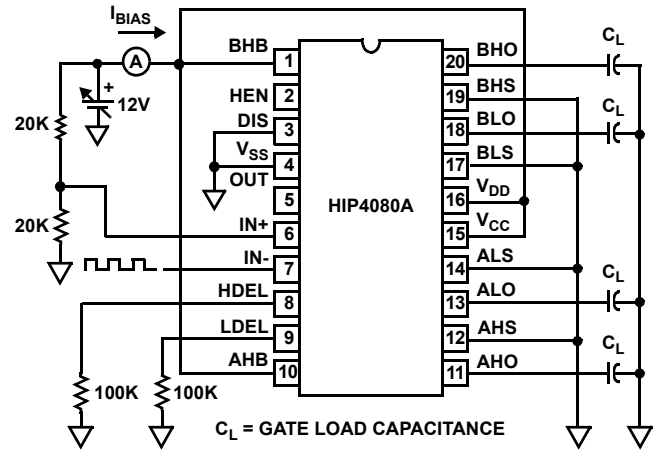 I_BIAS
A
+
12V
20K
20K
BHB 1
HEN 2
DIS 3
V_SS 4
OUT 5
IN+ 6
IN- 7
HDEL 8
LDEL 9
AHB 10
HIP4080A
20 BHO
19 BHS
18 BLO
17 BLS
16 V_DD
15 V_CC
14 ALS
13 ALO
12 AHS
11 AHO
C_L
C_L
C_L
C_L
100K
100K
C_L = GATE LOAD CAPACITANCE